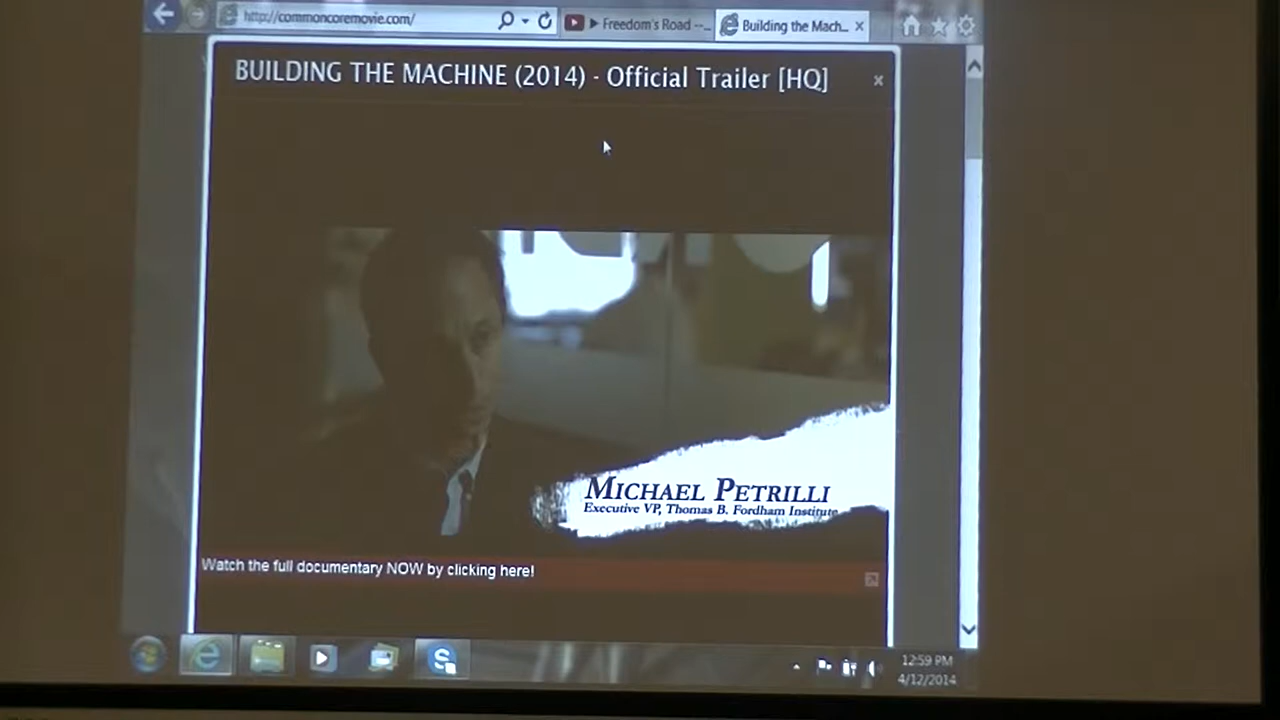 http://commoncoremovie.com/
Freedom's Road --...
Building the Mach...
BUILDING THE MACHINE (2014) - Official Trailer [HQ]
MICHAEL PETRILLI
Executive VP, Thomas B. Fordham Institute
Watch the full documentary NOW by clicking here!
12:59 PM
4/12/2014